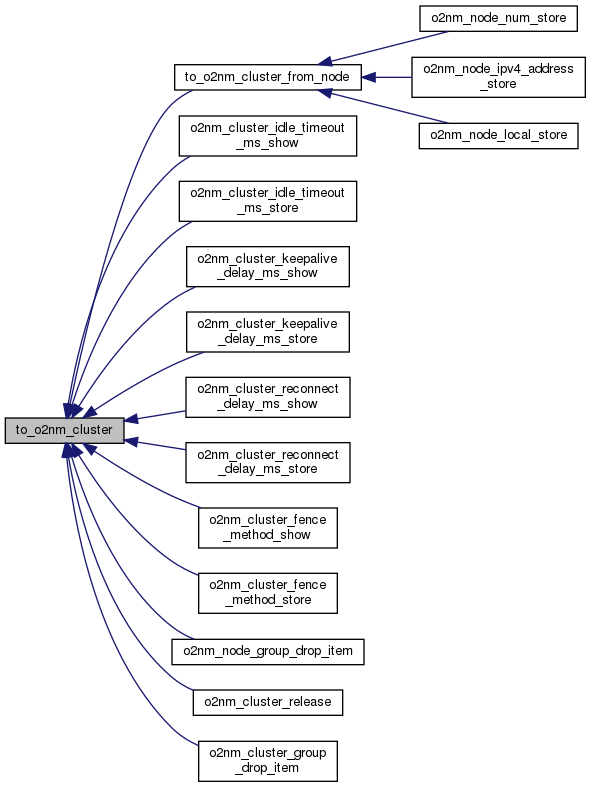 o2nm_node_num_store
to_o2nm_cluster_from_node
o2nm_node_ipv4_address
_store
o2nm_node_local_store
o2nm_cluster_idle_timeout
_ms_show
o2nm_cluster_idle_timeout
_ms_store
o2nm_cluster_keepalive
_delay_ms_show
o2nm_cluster_keepalive
_delay_ms_store
o2nm_cluster_reconnect
_delay_ms_show
to_o2nm_cluster
o2nm_cluster_reconnect
_delay_ms_store
o2nm_cluster_fence
_method_show
o2nm_cluster_fence
_method_store
o2nm_node_group_drop_item
o2nm_cluster_release
o2nm_cluster_group
_drop_item